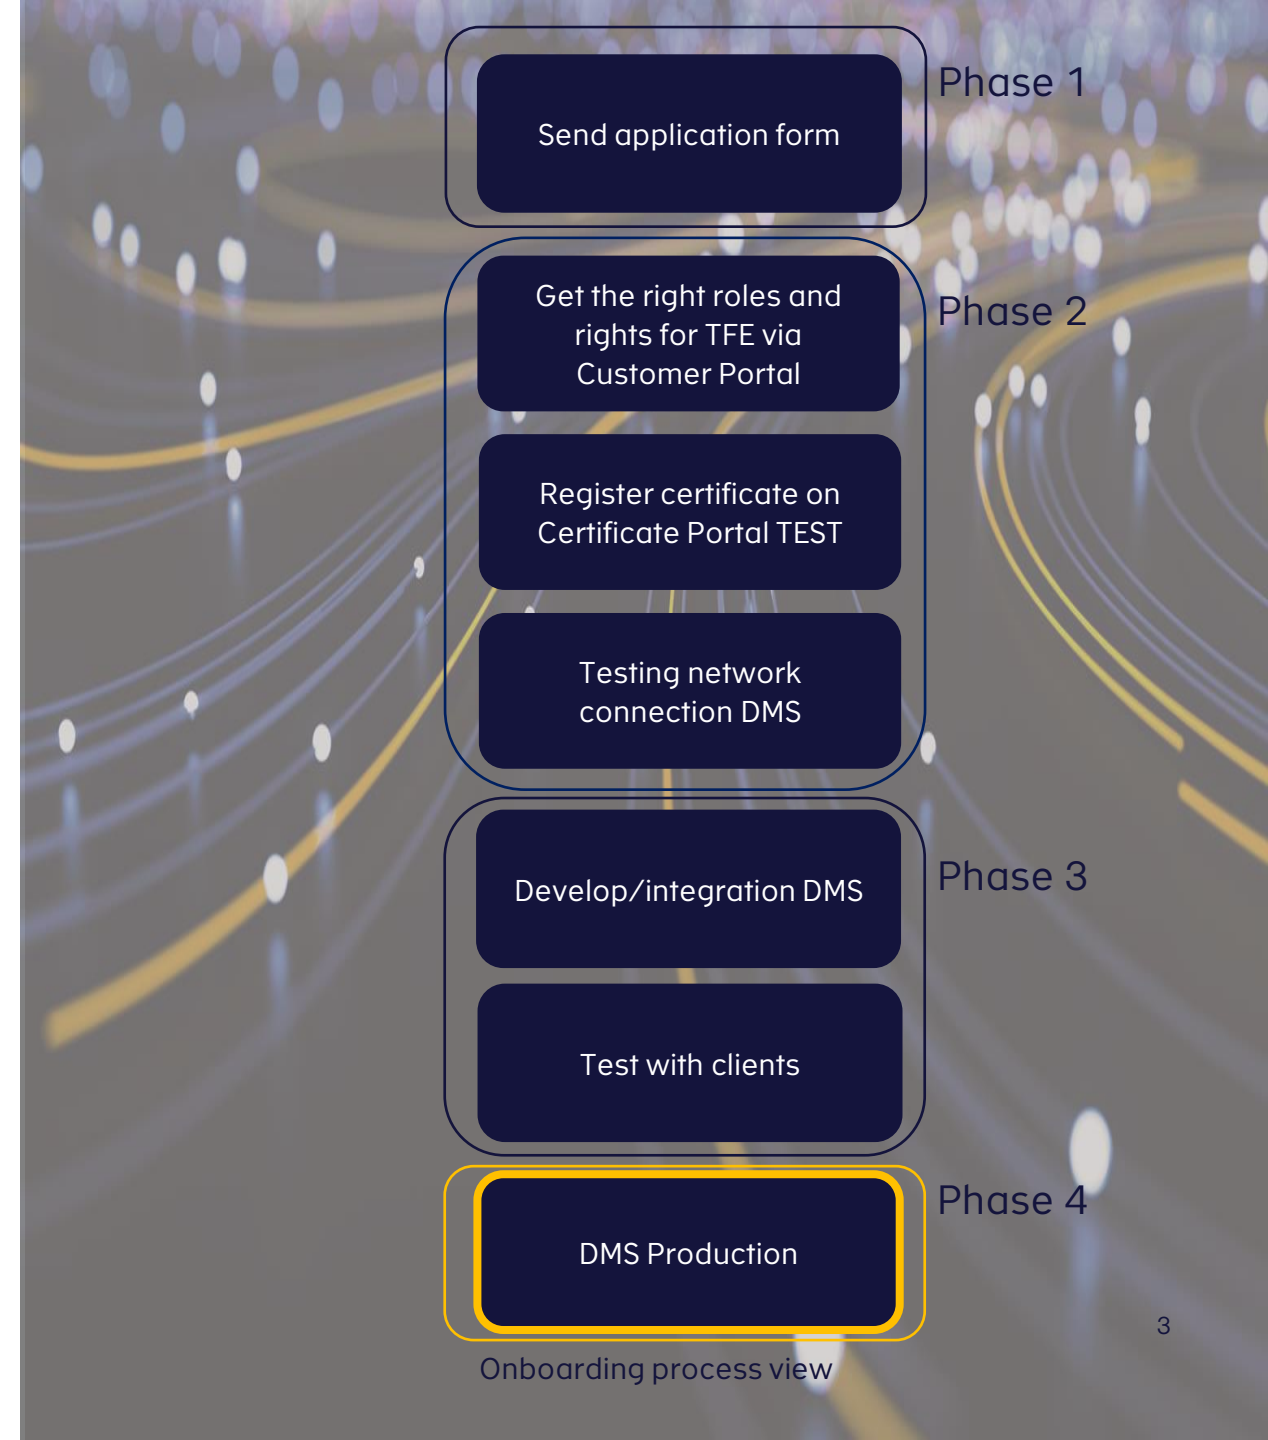 Phase 1
Send application form
Phase 2
Get the right roles and
rights for TFE via
Customer Portal
Register certificate on
Certificate Portal TEST
Testing network
connection DMS
Phase 3
Develop/integration DMS
Test with clients
Phase 4
DMS Production
3
Onboarding process view